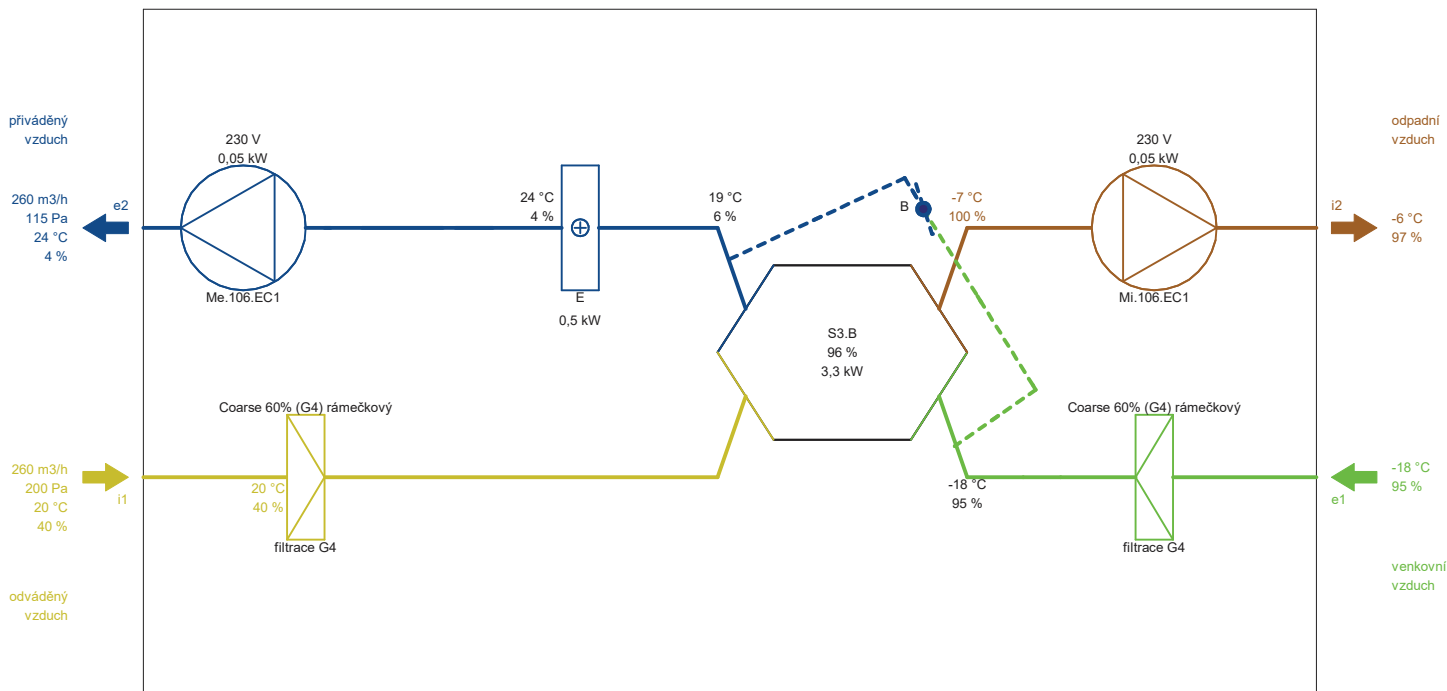 přiváděný
vzduch
230 V
0,05 kW
230 V
0,05 kW
odpadní
vzduch
260 m3/h
115 Pa
24 °C
4 %
e2
24 °C
4 %
19 °C
6 %
B
-7 °C
100 %
i2
-6 °C
97 %
Me.106.EC1
E
0,5 kW
Mi.106.EC1
S3.B
96 %
3,3 kW
Coarse 60% (G4) rámečkový
Coarse 60% (G4) rámečkový
260 m3/h
200 Pa
20 °C
40 %
i1
20 °C
40 %
-18 °C
95 %
e1
-18 °C
95 %
filtrace G4
filtrace G4
odváděný
vzduch
venkovní
vzduch